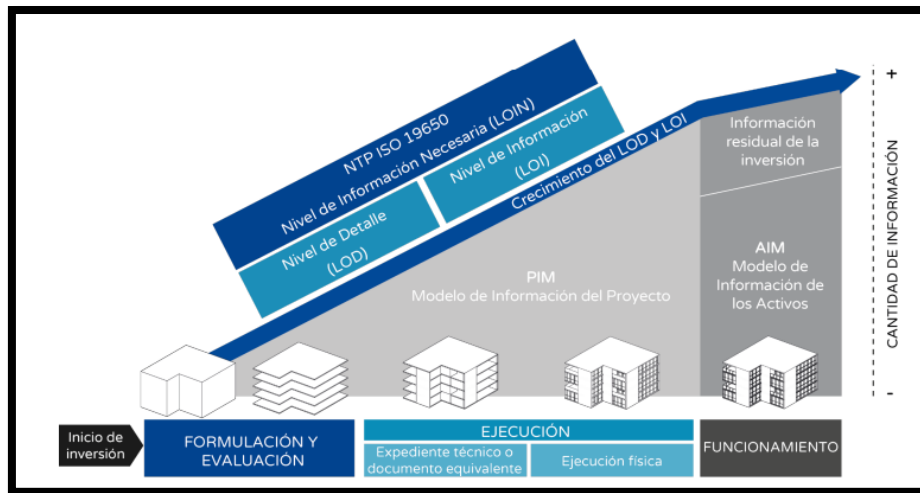 NTP ISO 19650
Nivel de Información Necesaria (LOIN)
Nivel de Detalle
(LOD)
Nivel de Información
(LOI)
Crecimiento del LOD y LOI
Información
residual de la
inversión
PIM
Modelo de Información del Proyecto
AIM
Modelo de
Información de
los Activos
+
CANTIDAD DE INFORMACIÓN
-
Inicio de
inversión
FORMULACIÓN Y
EVALUACIÓN
EJECUCIÓN
Expediente técnico o
documento equivalente
Ejecución física
FUNCIONAMIENTO